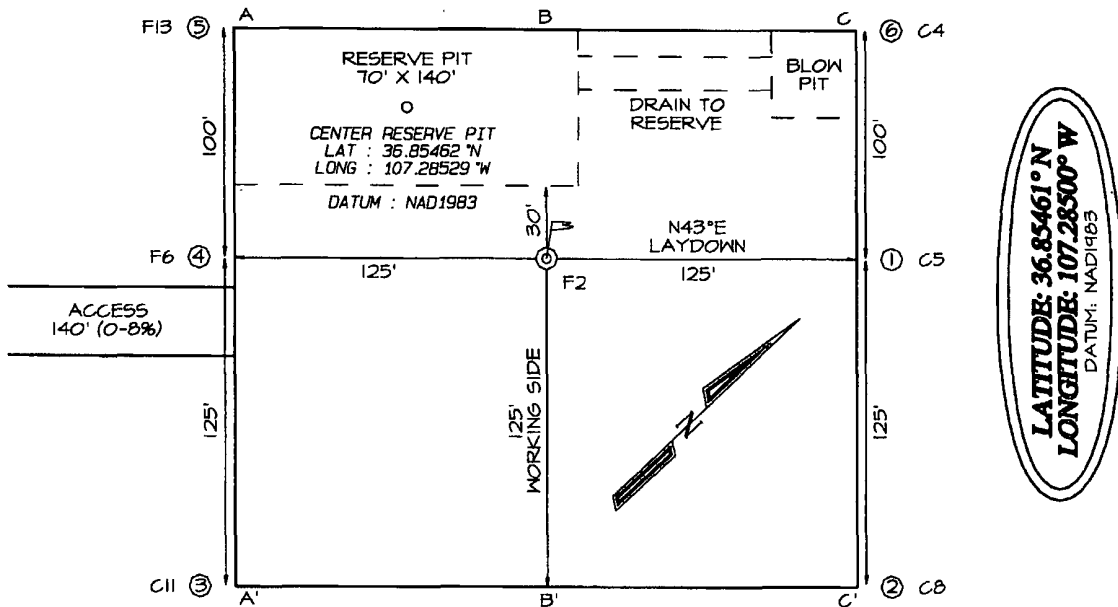 A B C
F13 ⑤ ⑥ C4
RESERVE PIT
70' X 140'
BLOW
PIT
DRAIN TO
RESERVE
100'
100'
CENTER RESERVE PIT
LAT : 36.85462 °N
LONG : 107.28529 °W
DATUM : NAD1983
30'
N43°E
LAYDOWN
F6 ④ 125' F2 125' ① C5
ACCESS
140' (0-8%)
125'
WORKING SIDE
125'
125'
N
C11 ③ ② C8
A' B' C'
LATITUDE: 36.85461° N
LONGITUDE: 107.28500° W
DATUM: NAD1983